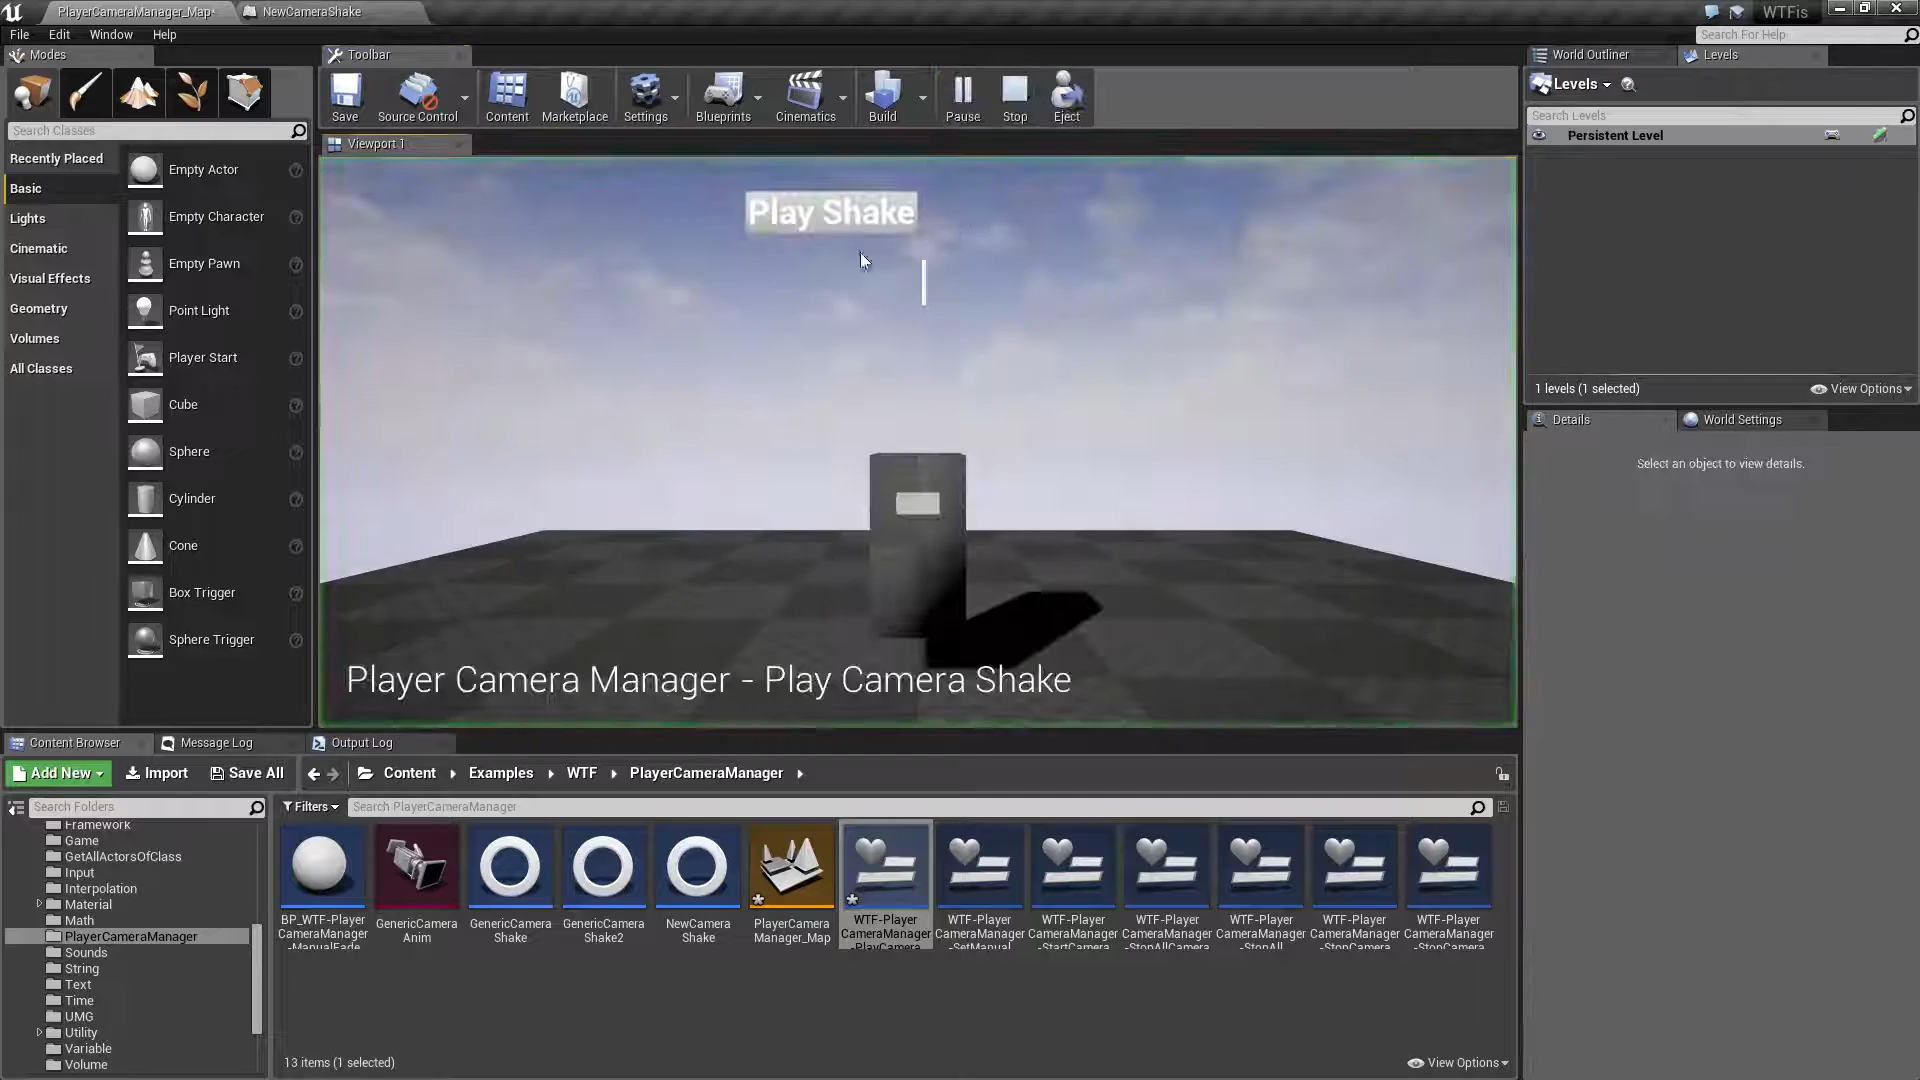 PlayerCameraManager_Map*
NewCameraShake
WTFis
File
Edit
Window
Help
Search For Help
Modes
Toolbar
World Outliner
Levels
Save
Source Control
Content
Marketplace
Settings
Blueprints
Cinematics
Build
Pause
Stop
Eject
Levels
Search Classes
Search Levels
Persistent Level
Viewport 1
Recently Placed
Basic
Lights
Cinematic
Visual Effects
Geometry
Volumes
All Classes
Empty Actor
Empty Character
Empty Pawn
Point Light
Player Start
Cube
Sphere
Cylinder
Cone
Box Trigger
Sphere Trigger
Play Shake
Player Camera Manager - Play Camera Shake
1 levels (1 selected)
View Options
Details
World Settings
Select an object to view details.
Content Browser
Message Log
Output Log
Add New
Import
Save All
Content
Examples
WTF
PlayerCameraManager
Search Folders
Filters
Search PlayerCameraManager
Framework
Game
GetAllActorsOfClass
Input
Interpolation
Material
Math
PlayerCameraManager
Sounds
String
Text
Time
UMG
Utility
Variable
Volume
BP_WTF-Player
CameraManager
-ManualFade
GenericCamera
Anim
GenericCamera
Shake
GenericCamera
Shake2
NewCamera
Shake
PlayerCamera
Manager_Map
WTF-Player
CameraManager
-PlayCamera
WTF-Player
CameraManager
-SetManual
WTF-Player
CameraManager
-StartCamera
WTF-Player
CameraManager
-StopAllCamera
WTF-Player
CameraManager
-StopAll
WTF-Player
CameraManager
-StopCamera
WTF-Player
CameraManager
-StopCamera
13 items (1 selected)
View Options